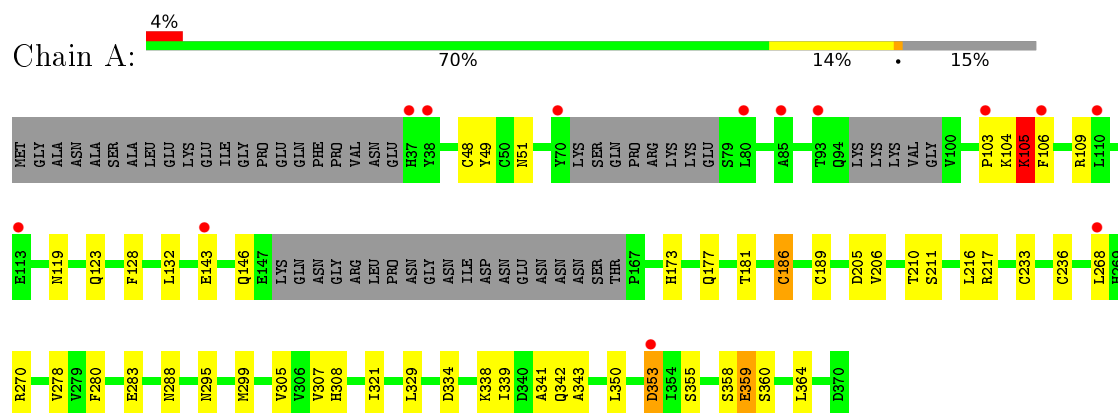 4%
Chain A:
70% 14% • 15%
MET GLY ALA ASN ALA SER ALA LEU GLU LYS GLU ILE GLY PRO GLU GLN PHE PRO VAL ASN GLU H37 Y38 C48 Y49 C50 N51 Y70 LYS SER GLN PRO ARG LYS LYS GLU S79 L80 A85 T93 Q94 LYS LYS LYS VAL GLY V100 P103 K104 K105 F106 R109 L110
E113 N119 Q123 F128 L132 E143 Q146 E147 LYS GLN ASN GLY ARG LEU PRO ASN GLY ASN ILE ASP ASN GLU ASN ASN ASN SER THR P167 H173 Q177 T181 C186 C189 D205 V206 T210 S211 L216 R217 C233 C236 L268 H269
R270 V278 V279 F280 E283 N288 N295 M299 V305 V306 V307 H308 I321 L329 D334 K338 I339 D340 A341 Q342 A343 L350 D353 I354 S355 S358 E359 S360 L364 D370